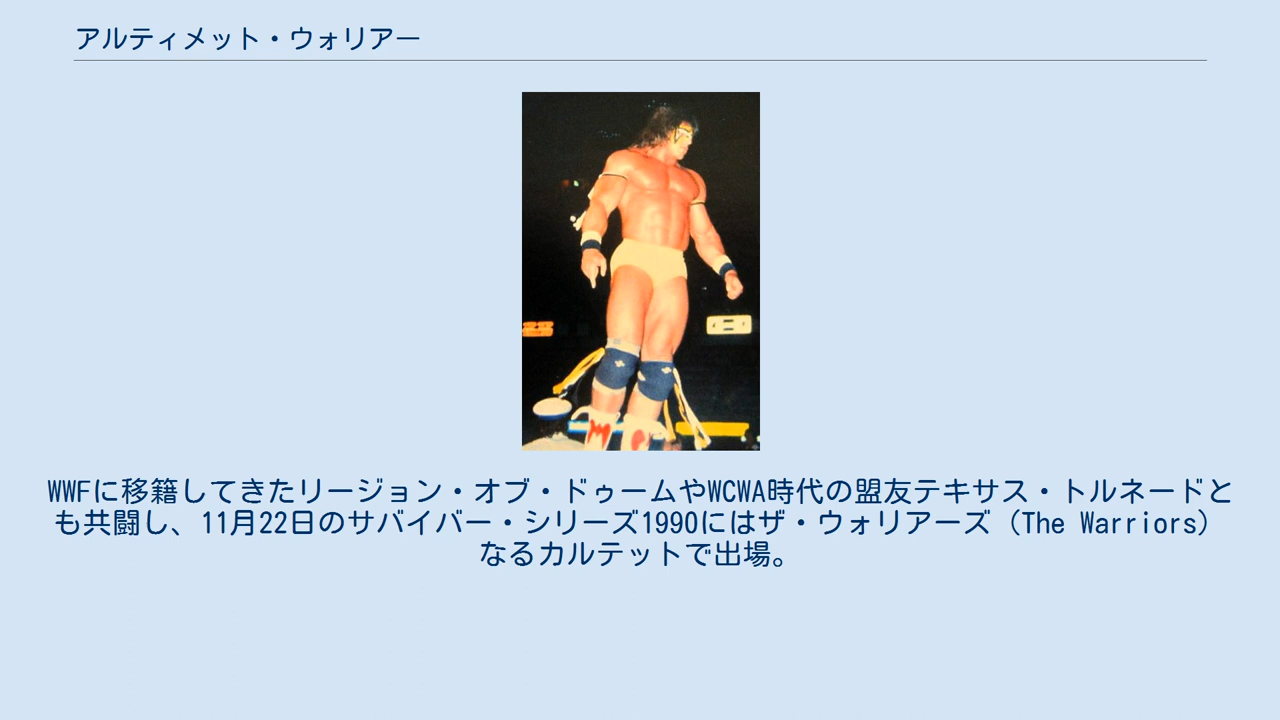 アルティメット・ウォリアー
WWFに移籍してきたリージョン・オブ・ドゥームやWCWA時代の盟友テキサス・トルネードと
も共闘し、11月22日のサバイバー・シリーズ1990にはザ・ウォリアーズ（The Warriors）
なるカルテットで出場。